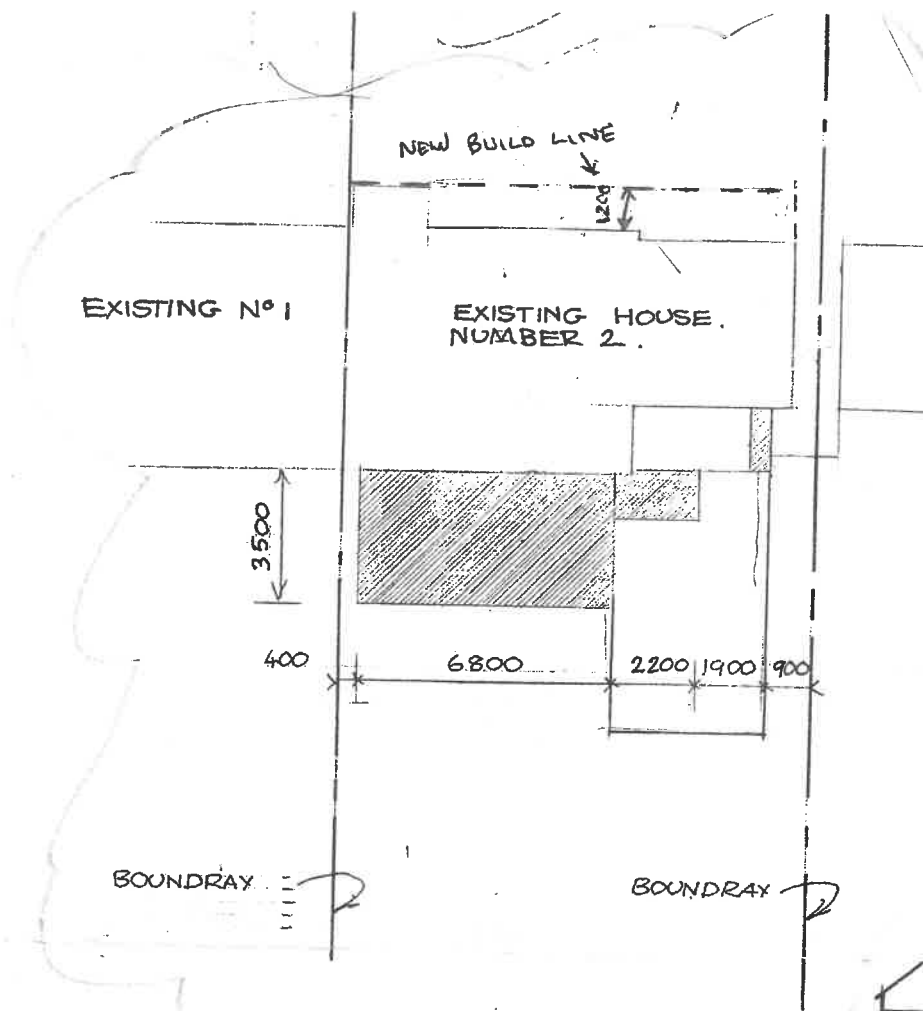 NEW BUILD LINE
1200
EXISTING Nº 1
EXISTING HOUSE.
NUMBER 2.
3500
400
6800
2200
1900
900
BOUNDRAY
BOUNDRAY